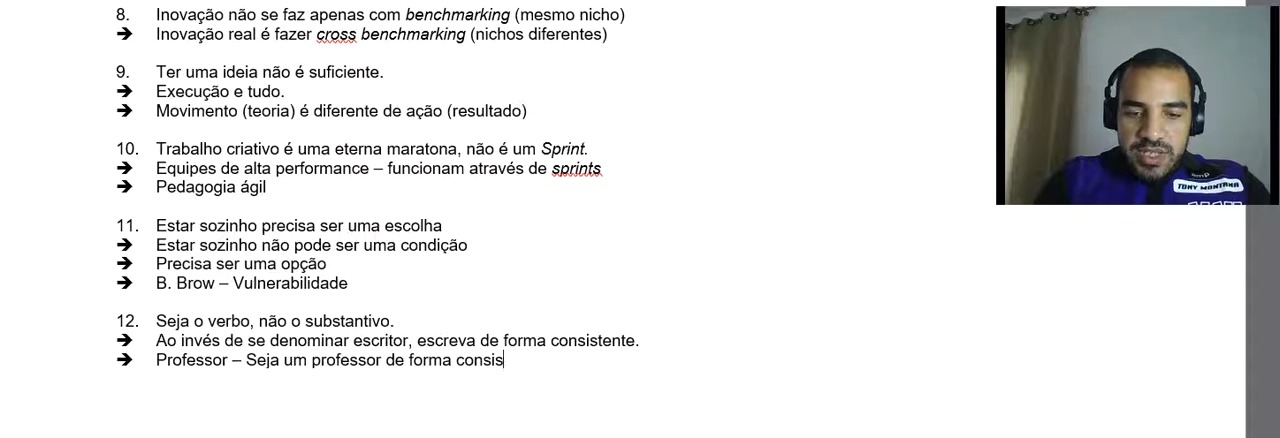 8. Inovação não se faz apenas com benchmarking (mesmo nicho)
➔ Inovação real é fazer cross benchmarking (nichos diferentes)
9. Ter uma ideia não é suficiente.
➔ Execução e tudo.
➔ Movimento (teoria) é diferente de ação (resultado)
10. Trabalho criativo é uma eterna maratona, não é um Sprint.
➔ Equipes de alta performance – funcionam através de sprints
➔ Pedagogia ágil
11. Estar sozinho precisa ser uma escolha
➔ Estar sozinho não pode ser uma condição
➔ Precisa ser uma opção
➔ B. Brow – Vulnerabilidade
12. Seja o verbo, não o substantivo.
➔ Ao invés de se denominar escritor, escreva de forma consistente.
➔ Professor – Seja um professor de forma consis
TONY MONTANA